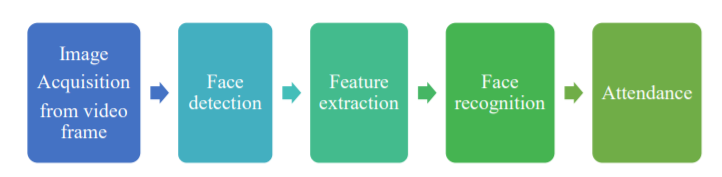 Image
Acquisition
from video
frame
Face
detection
Feature
extraction
Face
recognition
Attendance